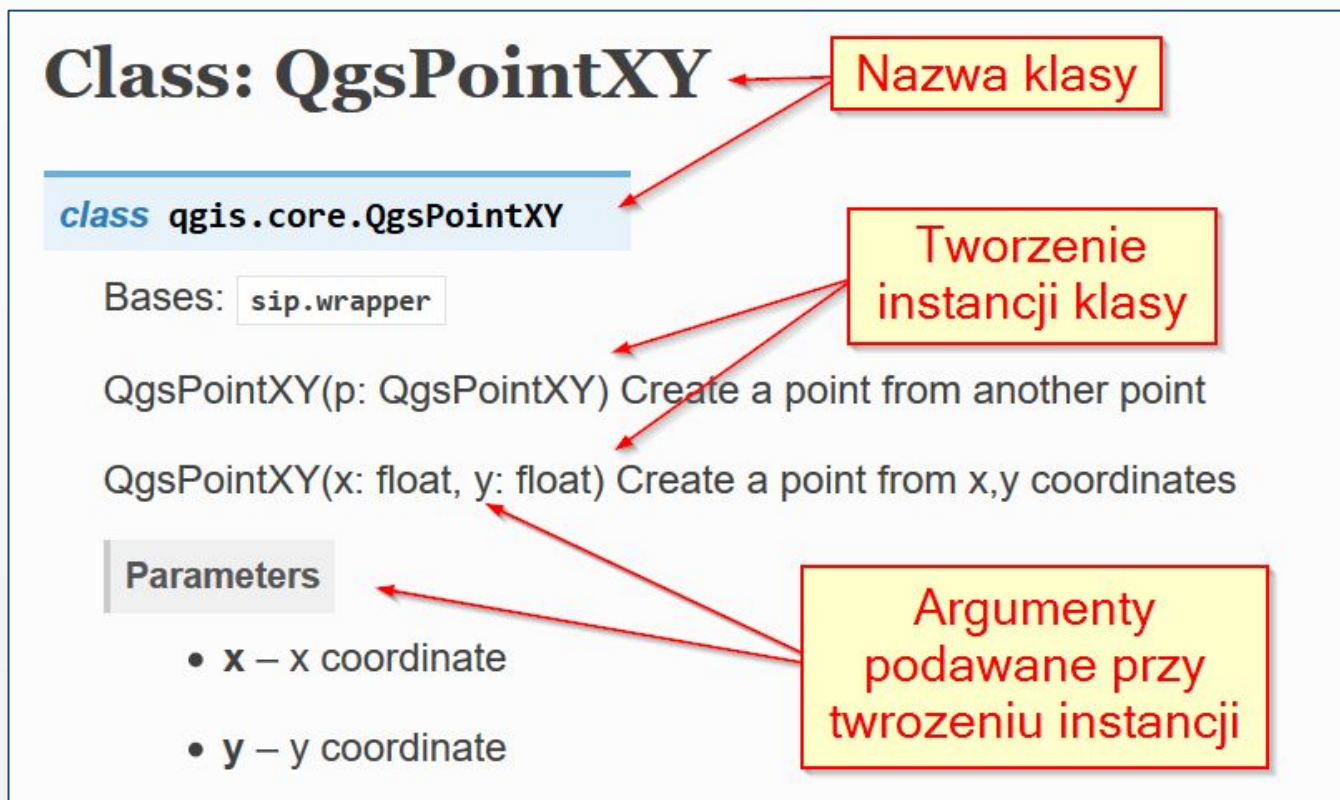 Class: QgsPointXY
Nazwa klasy
class qgis.core.QgsPointXY
Tworzenie
instancji klasy
Bases: sip.wrapper
QgsPointXY(p: QgsPointXY) Create a point from another point
QgsPointXY(x: float, y: float) Create a point from x,y coordinates
Parameters
Argumenty
podawane przy
twrozeniu instancji
• x – x coordinate
• y – y coordinate